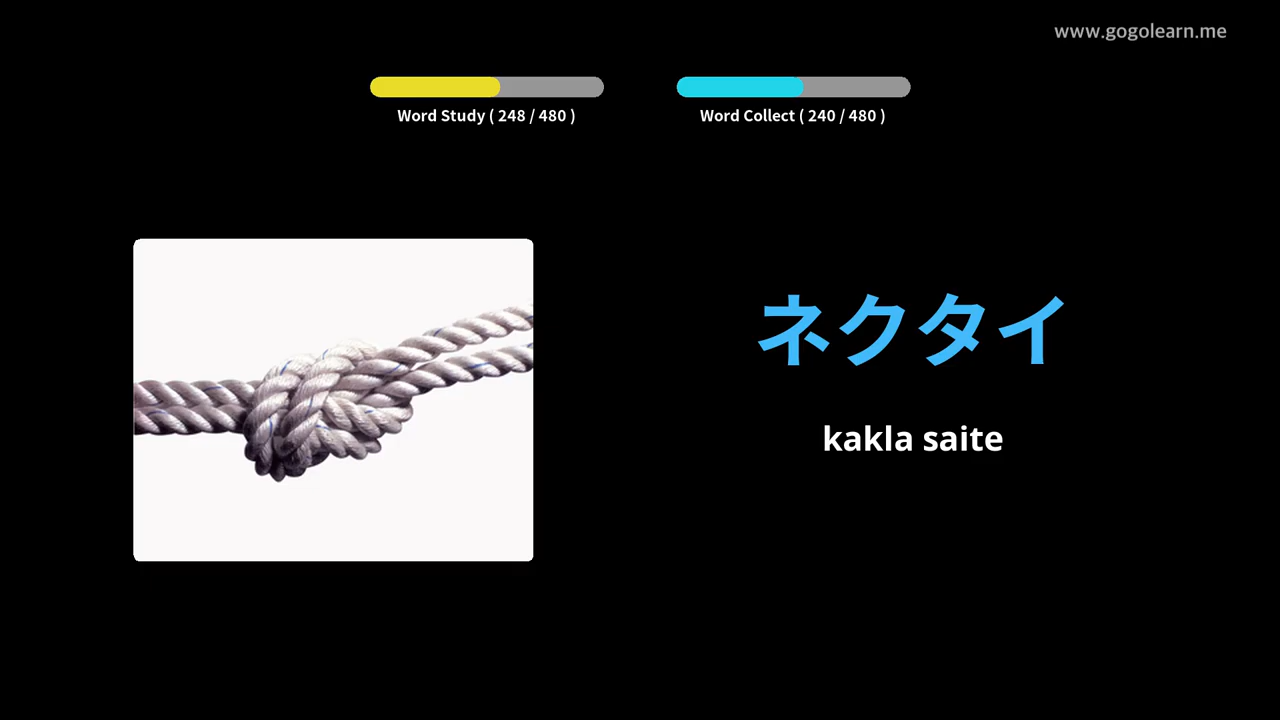 www.gogolearn.me
Word Study ( 248 / 480 )
Word Collect ( 240 / 480 )
ネクタイ
kakla saite